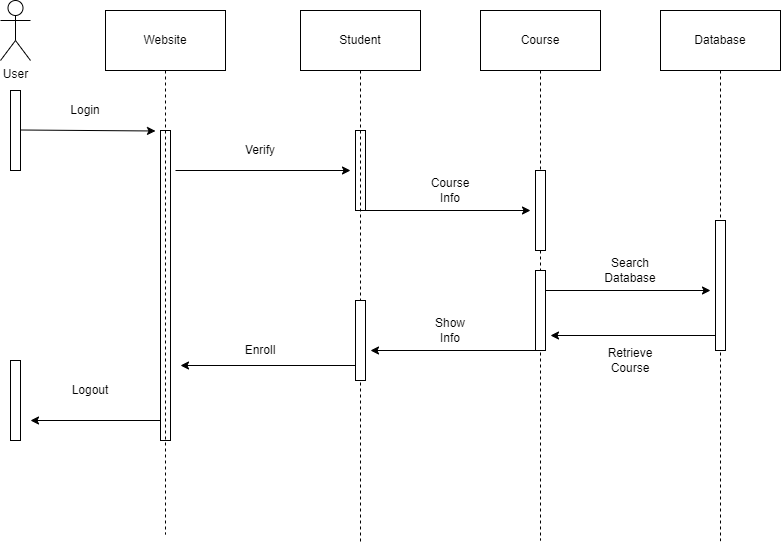 Website
Student
Course
Database
User
Login
Verify
Course
Info
Search
Database
Show
Info
Retrieve
Course
Enroll
Logout